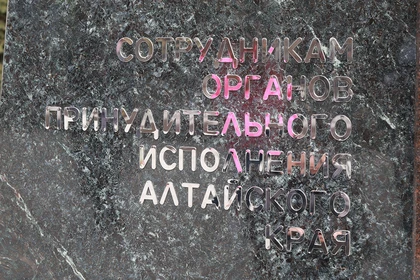 СОТРУДНИКАМ
ОРГАНОВ
ПРИНУДИТЕЛЬНОГО
ИСПОЛНЕНИЯ
АЛТАЙСКОГО
КРАЯ